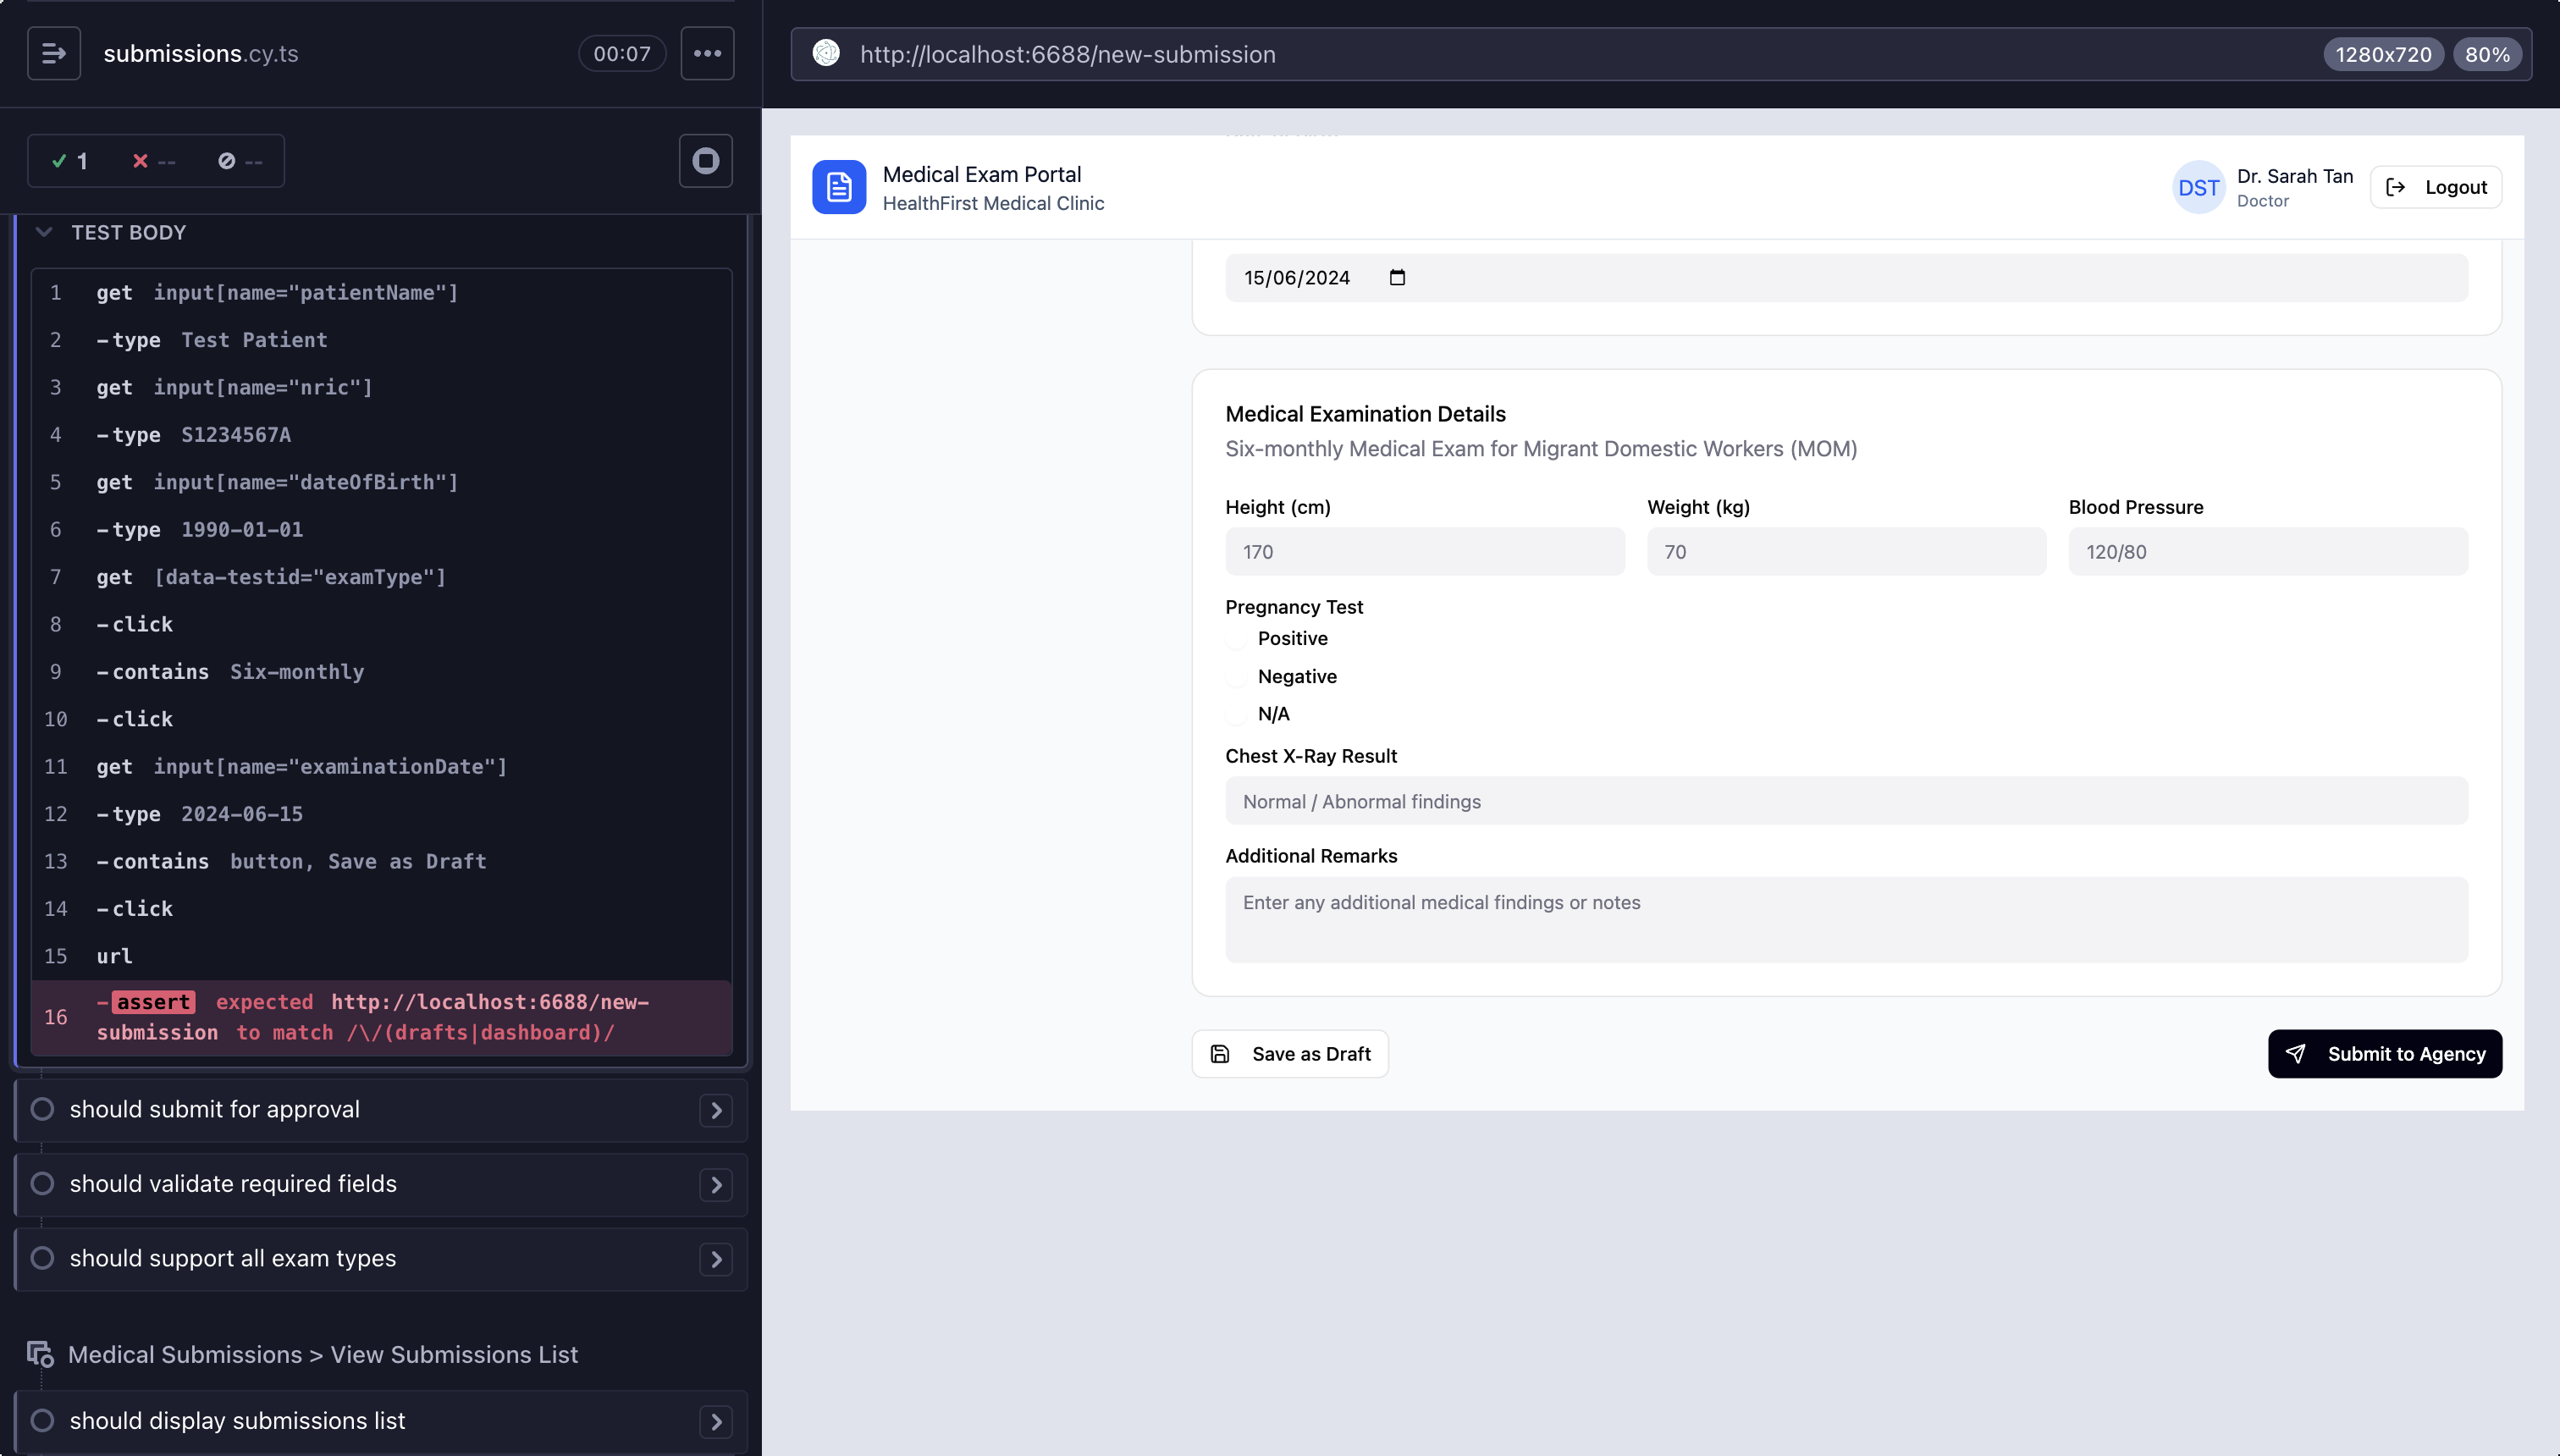 submissions.cy.ts
00:07
1
--
--
TEST BODY
1 get input[name="patientName"]
2 -type Test Patient
3 get input[name="nric"]
4 -type S1234567A
5 get input[name="dateOfBirth"]
6 -type 1990-01-01
7 get [data-testid="examType"]
8 -click
9 -contains Six-monthly
10 -click
11 get input[name="examinationDate"]
12 -type 2024-06-15
13 -contains button, Save as Draft
14 -click
15 url
16 -assert expected http://localhost:6688/new-
submission to match /\/(drafts|dashboard)/
should submit for approval
should validate required fields
should support all exam types
Medical Submissions > View Submissions List
should display submissions list
http://localhost:6688/new-submission
1280x720
80%
Medical Exam Portal
HealthFirst Medical Clinic
DST
Dr. Sarah Tan
Doctor
Logout
15/06/2024
Medical Examination Details
Six-monthly Medical Exam for Migrant Domestic Workers (MOM)
Height (cm)
Weight (kg)
Blood Pressure
170
70
120/80
Pregnancy Test
Positive
Negative
N/A
Chest X-Ray Result
Normal / Abnormal findings
Additional Remarks
Enter any additional medical findings or notes
Save as Draft
Submit to Agency